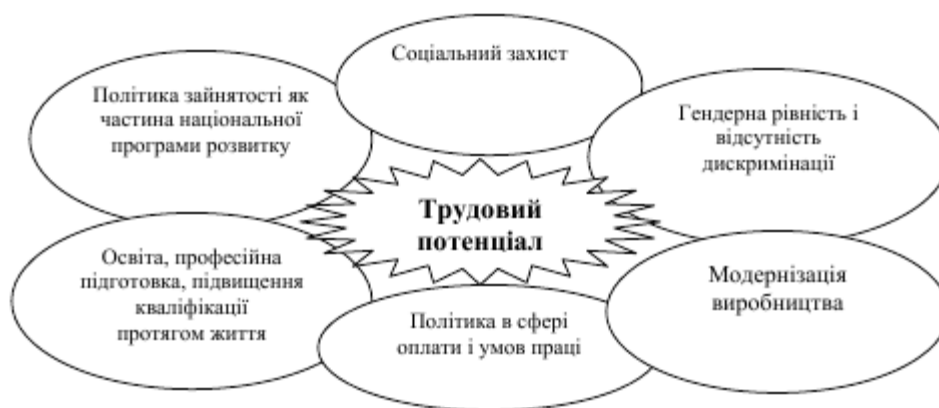 Соціальний захист
Політика зайнятості як
частина національної
програми розвитку
Гендерна рівність і
відсутність
дискримінації
Трудовий
потенціал
Освіта, професійна
підготовка, підвищення
кваліфікації
протягом життя
Політика в сфері
оплати і умов праці
Модернізація
виробництва